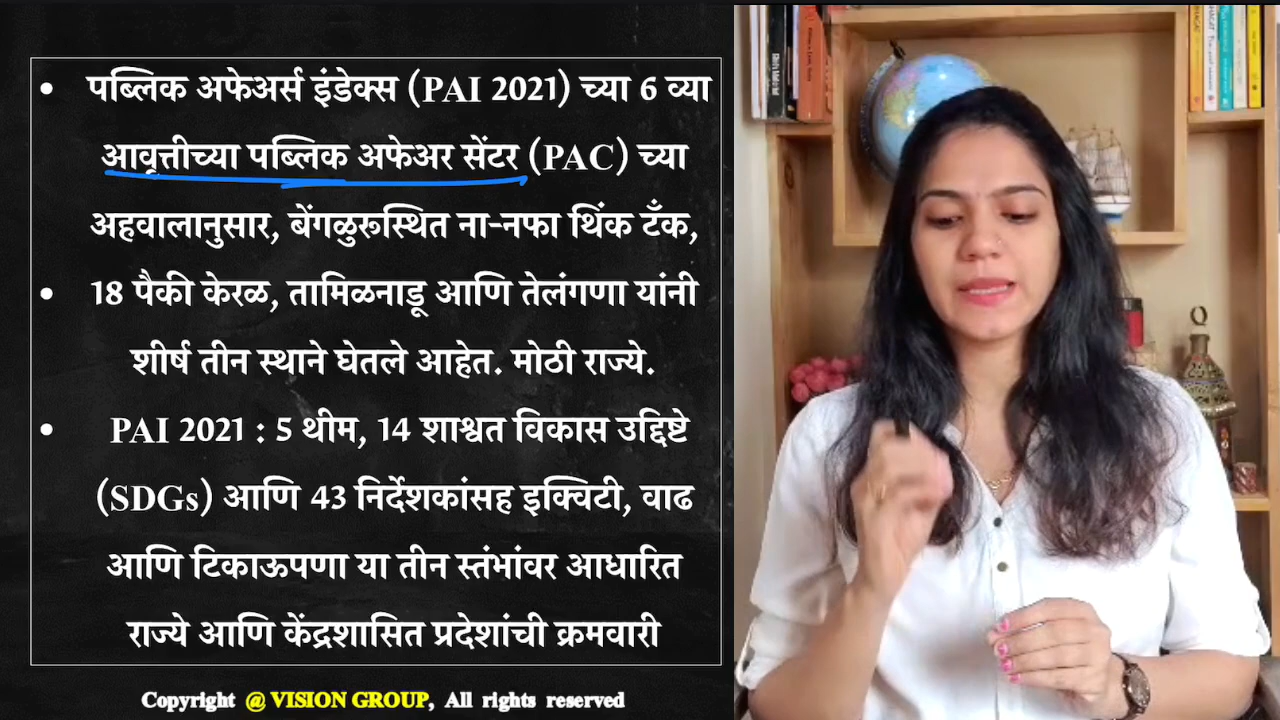 • पब्लिक अफेअर्स इंडेक्स (PAI 2021) च्या 6 व्या
आवृत्तीच्या पब्लिक अफेअर सेंटर (PAC) च्या
अहवालानुसार, बेंगळुरूस्थित ना-नफा थिंक टँक,
• 18 पैकी केरळ, तामिळनाडू आणि तेलंगणा यांनी
शीर्ष तीन स्थाने घेतले आहेत. मोठी राज्ये.
• PAI 2021 : 5 थीम, 14 शाश्वत विकास उद्दिष्टे
(SDGs) आणि 43 निर्देशकांसह इक्विटी, वाढ
आणि टिकाऊपणा या तीन स्तंभांवर आधारित
राज्ये आणि केंद्रशासित प्रदेशांची क्रमवारी
Copyright @ VISION GROUP, All rights reserved